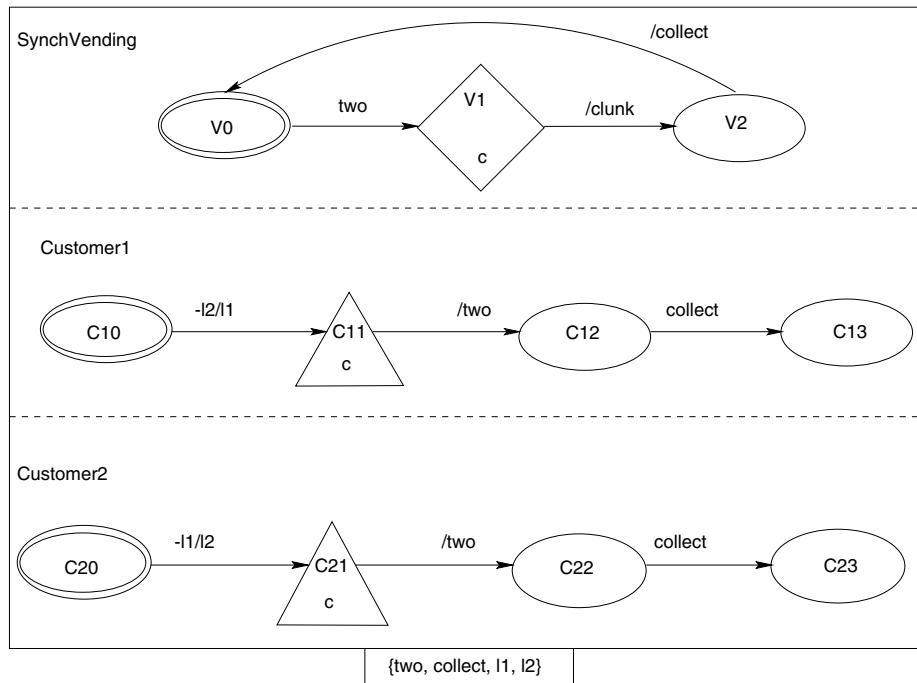 SynchVending
/collect
V0
two
V1
c
/clunk
V2
Customer1
C10
-l2/l1
C11
c
/two
C12
collect
C13
Customer2
C20
-l1/l2
C21
c
/two
C22
collect
C23
{two, collect, l1, l2}